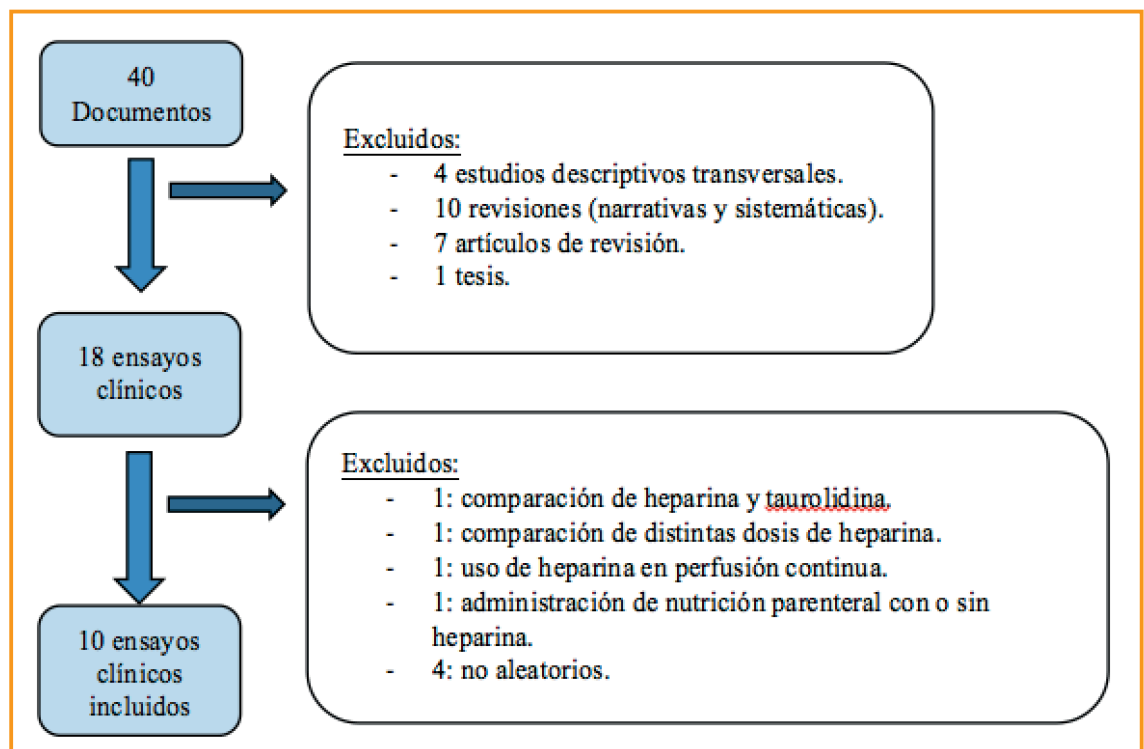 40
Documentos
Excluidos:
- 4 estudios descriptivos transversales.
- 10 revisiones (narrativas y sistemáticas).
- 7 artículos de revisión.
- 1 tesis.
18 ensayos
clínicos
Excluidos:
- 1: comparación de heparina y taurolidina.
- 1: comparación de distintas dosis de heparina.
- 1: uso de heparina en perfusión continua.
- 1: administración de nutrición parenteral con o sin
heparina.
- 4: no aleatorios.
10 ensayos
clínicos
incluidos